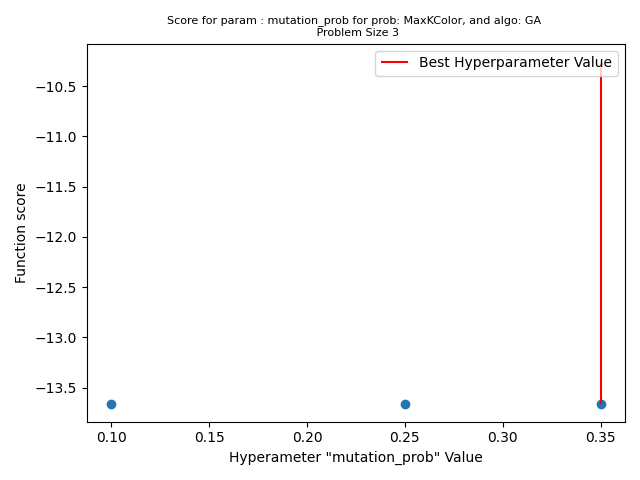 Score for param : mutation_prob for prob: MaxKColor, and algo: GA
Problem Size 3
Best Hyperparameter Value
−10.5
−11.0
−11.5
−12.0
−12.5
−13.0
−13.5
Function score
0.10 0.15 0.20 0.25 0.30 0.35
Hyperameter "mutation_prob" Value